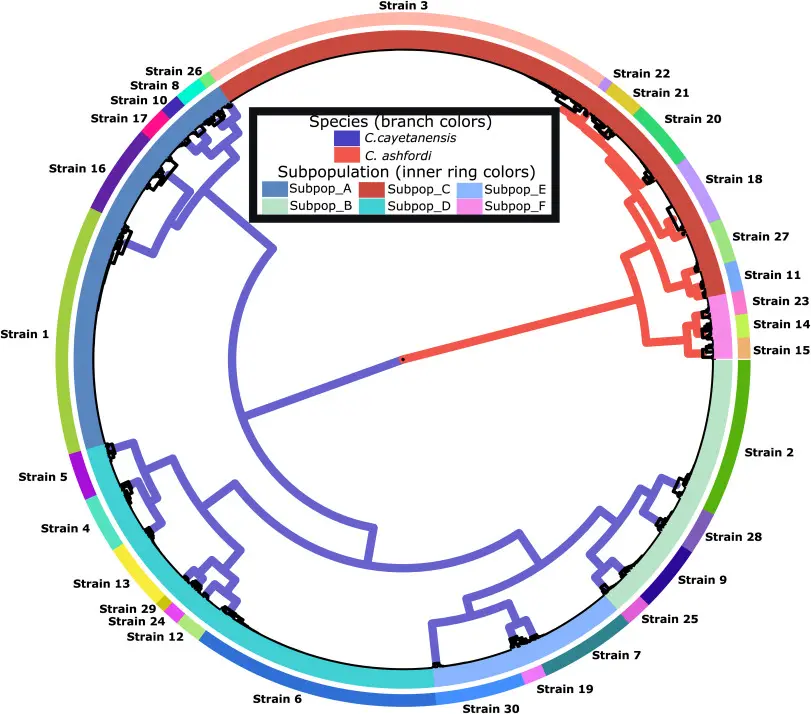 Strain 3
Strain 26
Strain 22
Strain 8
Strain 21
Strain 10
Strain 20
Strain 17
Species (branch colors)
C.cayetanensis
C. ashfordi
Subpopulation (inner ring colors)
Subpop_A Subpop_C Subpop_E
Subpop_B Subpop_D Subpop_F
Strain 16
Strain 18
Strain 27
Strain 11
Strain 23
Strain 14
Strain 1
Strain 15
Strain 2
Strain 5
Strain 4
Strain 28
Strain 13
Strain 9
Strain 29
Strain 24
Strain 25
Strain 12
Strain 7
Strain 19
Strain 6
Strain 30